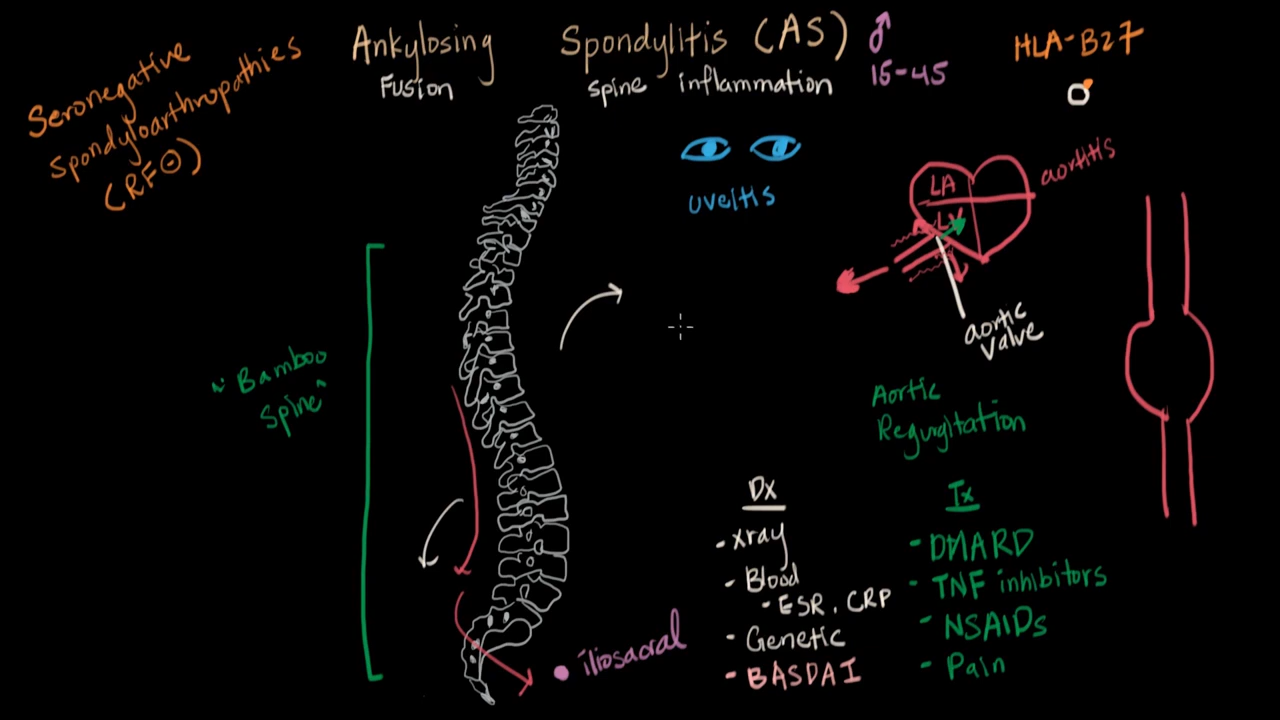 Seronegative
Spondyloarthropathies
(RF⊖)
Ankylosing Spondylitis (AS) ♂
Fusion spine inflammation
16-45
HLA-B27
uveitis
LA
LV
aortitis
aortic
valve
"Bamboo
Spine"
Aortic
Regurgitation
Dx
- xray
- Blood
- ESR, CRP
- Genetic
- BASDAI
Tx
- DMARD
- TNF inhibitors
- NSAIDs
- Pain
iliosacral